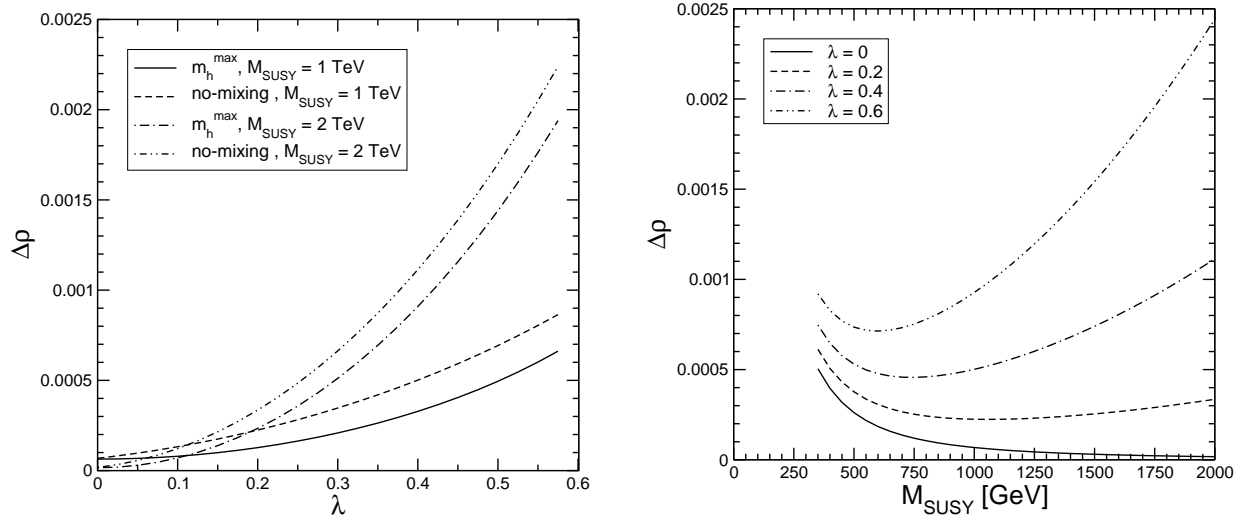 0.0025
0.002
0.0015
0.001
0.0005
0
Δρ
m_h^max, M_SUSY = 1 TeV
no-mixing , M_SUSY = 1 TeV
m_h^max, M_SUSY = 2 TeV
no-mixing , M_SUSY = 2 TeV
0 0.1 0.2 0.3 0.4 0.5 0.6
λ
0.0025
0.002
0.0015
0.001
0.0005
0
Δρ
λ = 0
λ = 0.2
λ = 0.4
λ = 0.6
0 250 500 750 1000 1250 1500 1750 2000
M_SUSY [GeV]